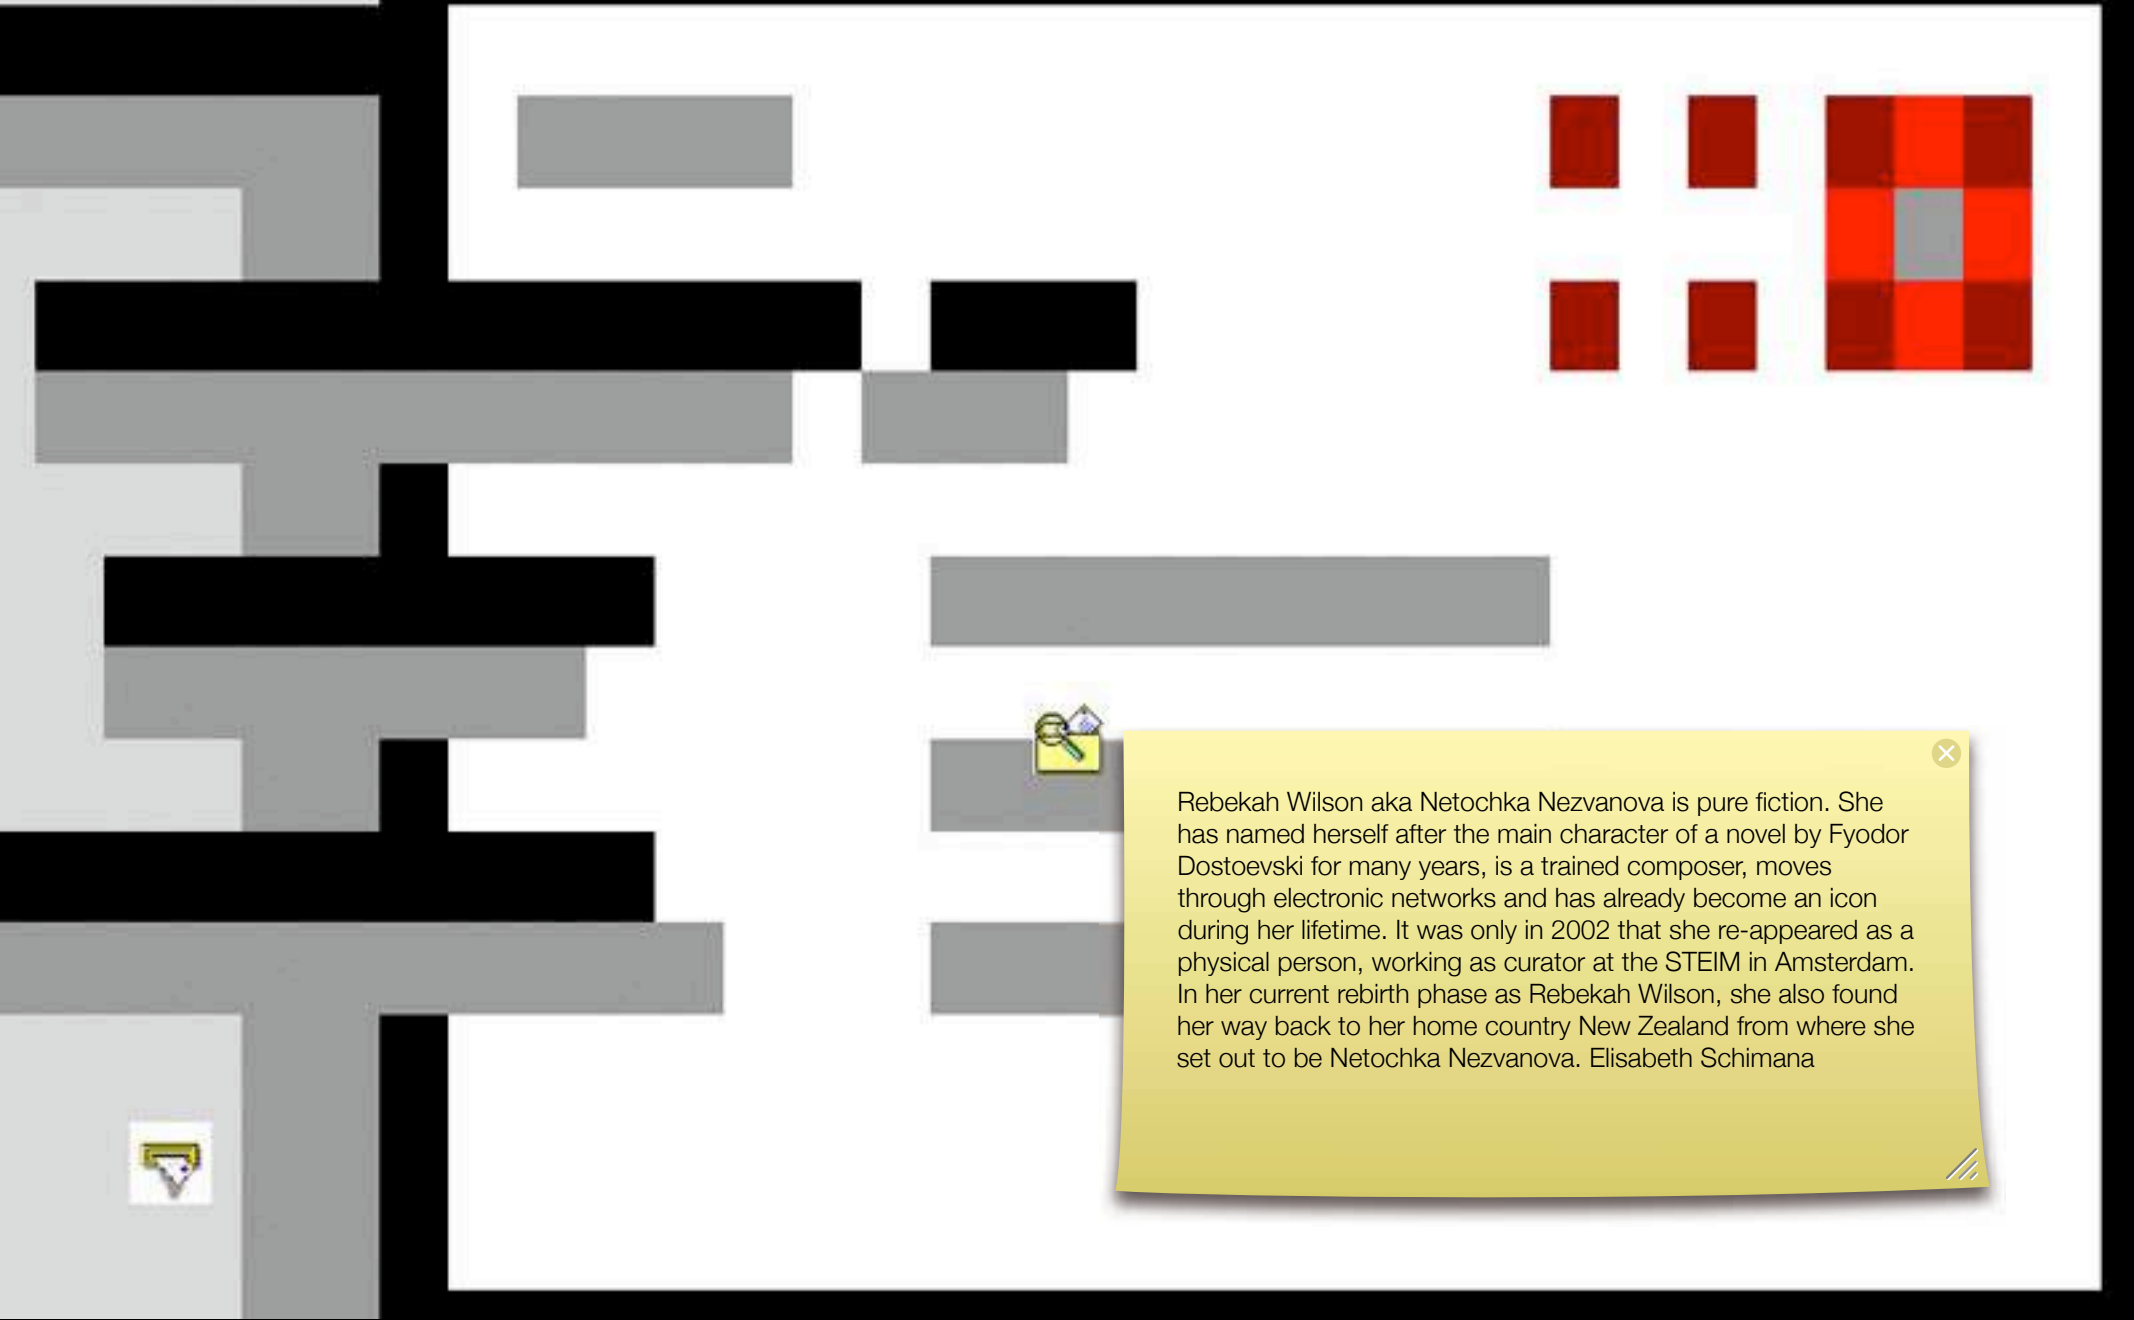 Rebekah Wilson aka Netochka Nezvanova is pure fiction. She
has named herself after the main character of a novel by Fyodor
Dostoevski for many years, is a trained composer, moves
through electronic networks and has already become an icon
during her lifetime. It was only in 2002 that she re-appeared as a
physical person, working as curator at the STEIM in Amsterdam.
In her current rebirth phase as Rebekah Wilson, she also found
her way back to her home country New Zealand from where she
set out to be Netochka Nezvanova. Elisabeth Schimana